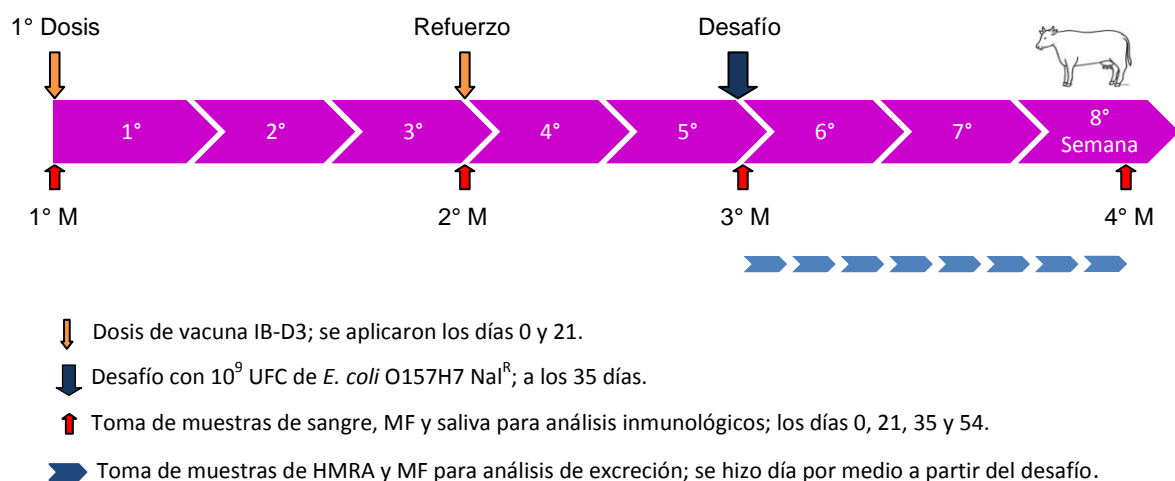 1° Dosis Refuerzo Desafío
1° 2° 3° 4° 5° 6° 7° 8° Semana
1° M 2° M 3° M 4° M
Dosis de vacuna IB-D3; se aplicaron los días 0 y 21.
Desafío con 10⁹ UFC de E. coli O157H7 Nalᴿ; a los 35 días.
Toma de muestras de sangre, MF y saliva para análisis inmunológicos; los días 0, 21, 35 y 54.
Toma de muestras de HMRA y MF para análisis de excreción; se hizo día por medio a partir del desafío.